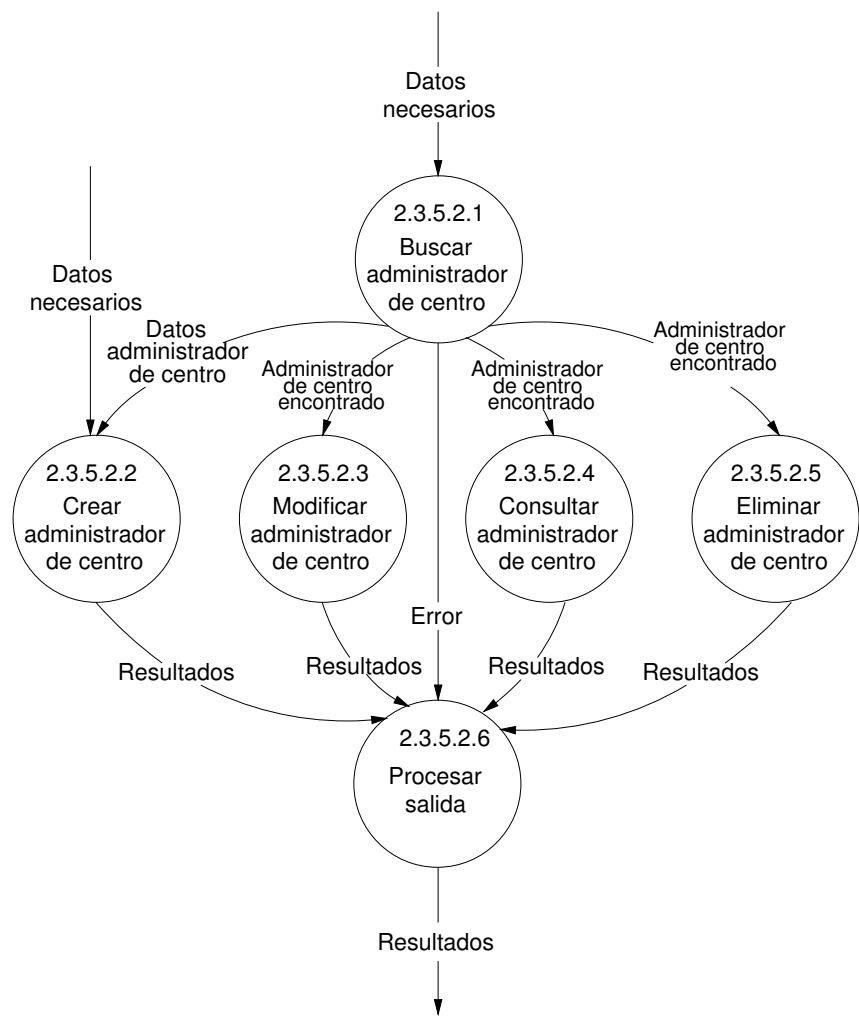 Datos
necesarios
2.3.5.2.1
Buscar
administrador
de centro
Datos
necesarios
Datos
administrador
de centro
Administrador
de centro
encontrado
Administrador
de centro
encontrado
Administrador
de centro
encontrado
2.3.5.2.2
Crear
administrador
de centro
2.3.5.2.3
Modificar
administrador
de centro
2.3.5.2.4
Consultar
administrador
de centro
2.3.5.2.5
Eliminar
administrador
de centro
Error
Resultados
Resultados
Resultados
Resultados
2.3.5.2.6
Procesar
salida
Resultados